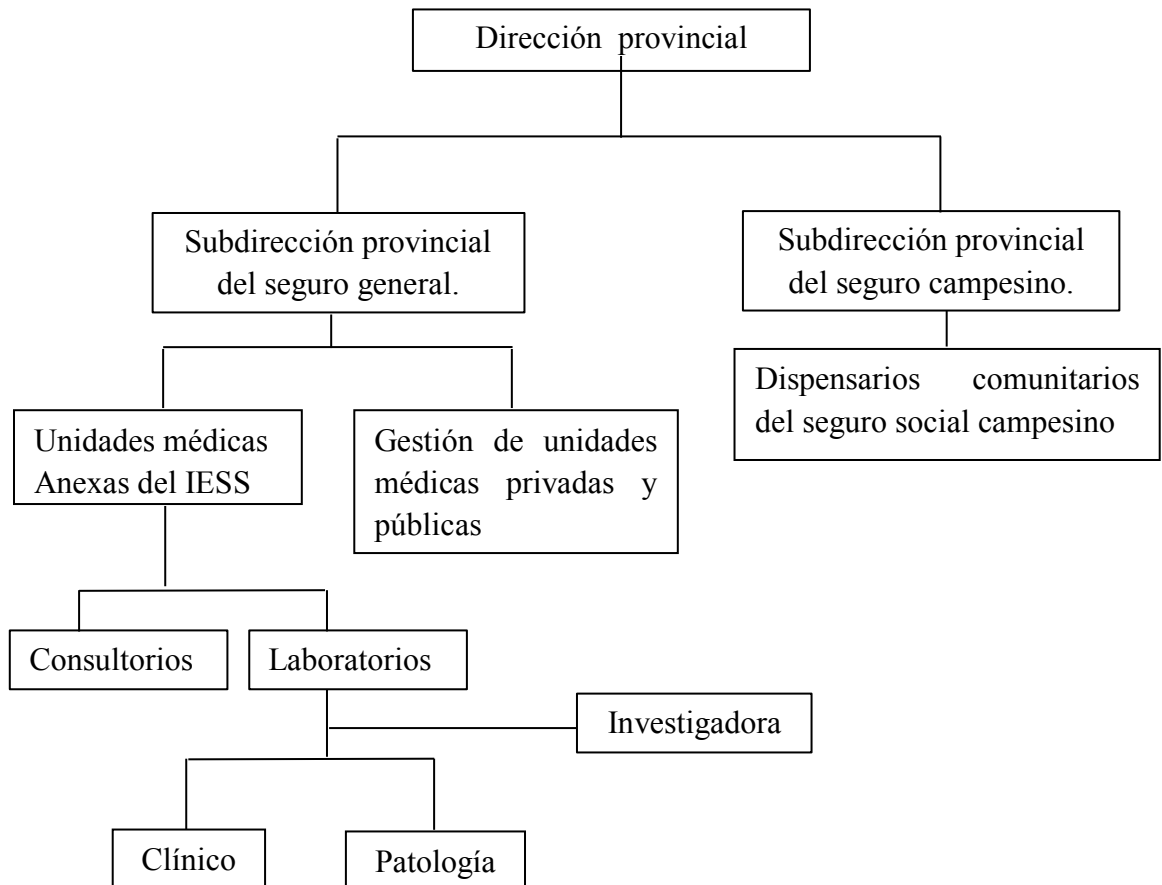 Dirección provincial
Subdirección provincial
del seguro general.
Subdirección provincial
del seguro campesino.
Unidades médicas
Anexas del IESS
Gestión de unidades
médicas privadas y
públicas
Dispensarios comunitarios
del seguro social campesino
Consultorios
Laboratorios
Investigadora
Clínico
Patología